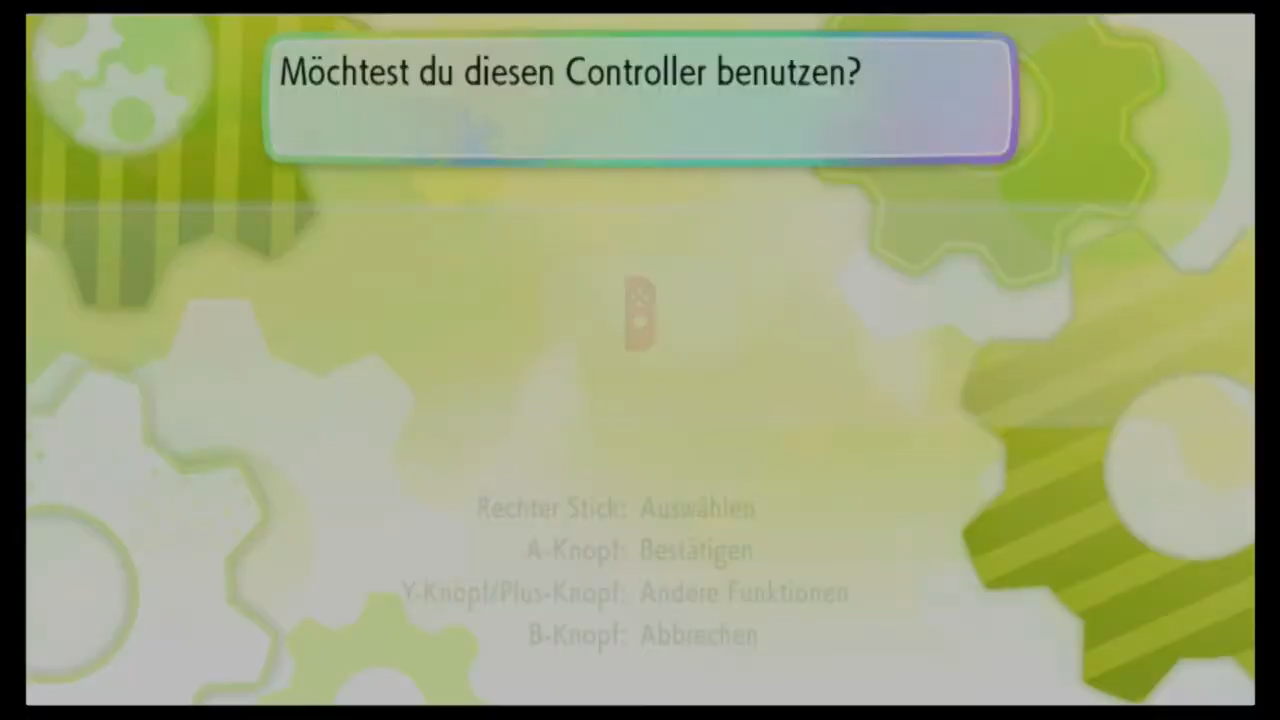 Möchtest du diesen Controller benutzen?
Rechter Stick: Auswählen
A-Knopf: Bestätigen
Y-Knopf/Plus-Knopf: Andere Funktionen
B-Knopf: Abbrechen